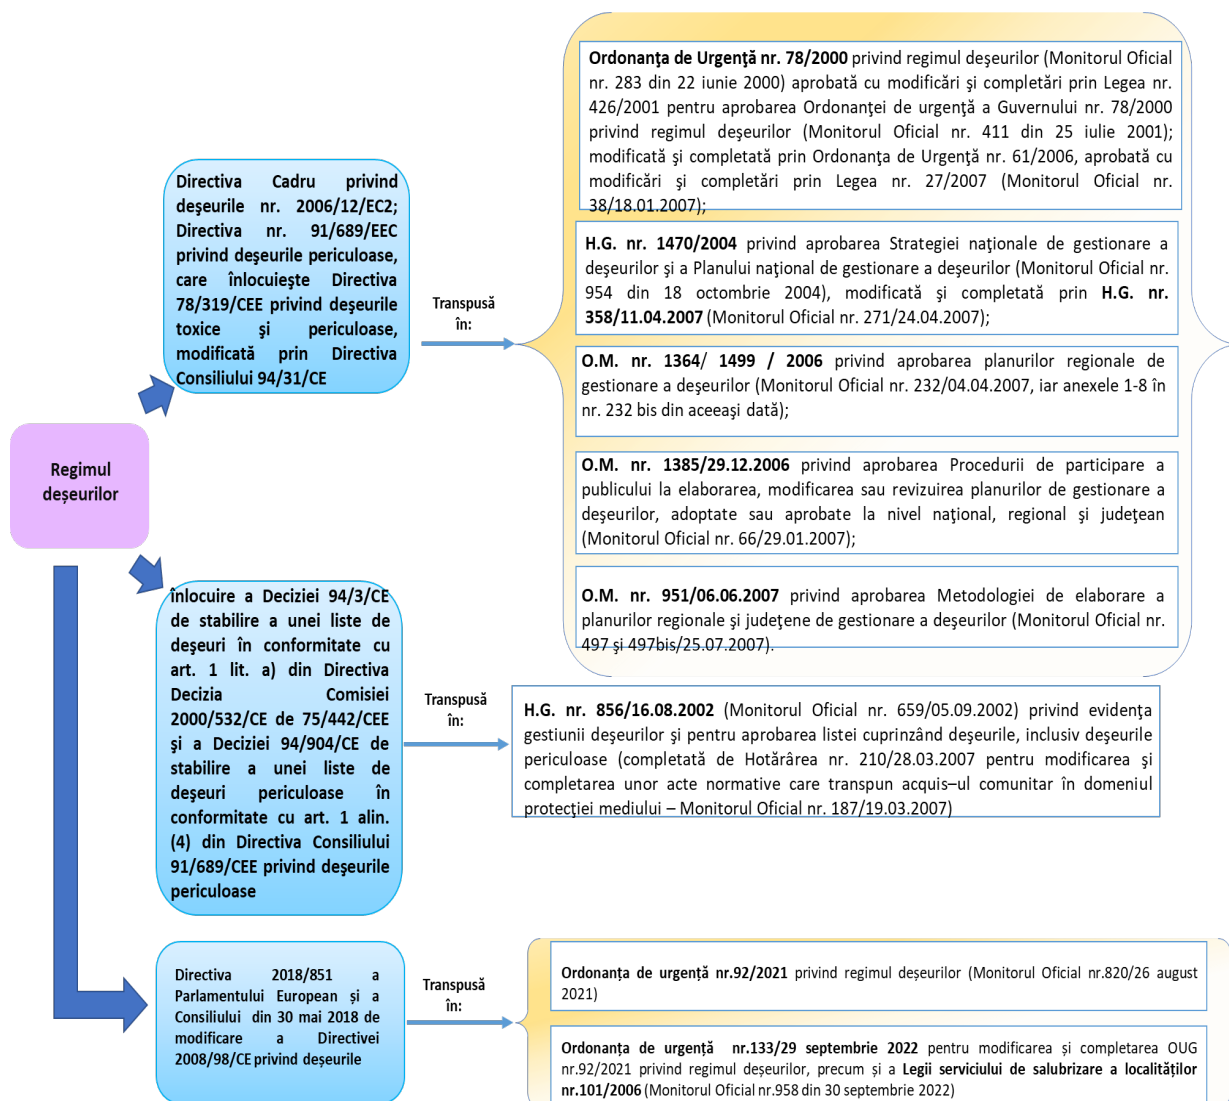 Regimul
deșeurilor
Directiva Cadru privind
deşeurile nr. 2006/12/EC2;
Directiva nr. 91/689/EEC
privind deşeurile periculoase,
care înlocuieşte Directiva
78/319/CEE privind deşeurile
toxice şi periculoase,
modificată prin Directiva
Consiliului 94/31/CE
Transpusă
în:
Ordonanţa de Urgenţă nr. 78/2000 privind regimul deşeurilor (Monitorul Oficial
nr. 283 din 22 iunie 2000) aprobată cu modificări şi completări prin Legea nr.
426/2001 pentru aprobarea Ordonanţei de urgenţă a Guvernului nr. 78/2000
privind regimul deşeurilor (Monitorul Oficial nr. 411 din 25 iulie 2001);
modificată şi completată prin Ordonanţa de Urgenţă nr. 61/2006, aprobată cu
modificări şi completări prin Legea nr. 27/2007 (Monitorul Oficial nr.
38/18.01.2007);
H.G. nr. 1470/2004 privind aprobarea Strategiei naţionale de gestionare a
deşeurilor şi a Planului naţional de gestionare a deşeurilor (Monitorul Oficial nr.
954 din 18 octombrie 2004), modificată şi completată prin H.G. nr.
358/11.04.2007 (Monitorul Oficial nr. 271/24.04.2007);
O.M. nr. 1364/ 1499 / 2006 privind aprobarea planurilor regionale de
gestionare a deşeurilor (Monitorul Oficial nr. 232/04.04.2007, iar anexele 1-8 în
nr. 232 bis din aceeaşi dată);
O.M. nr. 1385/29.12.2006 privind aprobarea Procedurii de participare a
publicului la elaborarea, modificarea sau revizuirea planurilor de gestionare a
deşeurilor, adoptate sau aprobate la nivel naţional, regional şi judeţean
(Monitorul Oficial nr. 66/29.01.2007);
O.M. nr. 951/06.06.2007 privind aprobarea Metodologiei de elaborare a
planurilor regionale şi judeţene de gestionare a deşeurilor (Monitorul Oficial nr.
497 şi 497bis/25.07.2007).
înlocuire a Deciziei 94/3/CE
de stabilire a unei liste de
deşeuri în conformitate cu
art. 1 lit. a) din Directiva
Decizia Comisiei
2000/532/CE de 75/442/CEE
şi a Deciziei 94/904/CE de
stabilire a unei liste de
deşeuri periculoase în
conformitate cu art. 1 alin.
(4) din Directiva Consiliului
91/689/CEE privind deşeurile
periculoase
Transpusă
în:
H.G. nr. 856/16.08.2002 (Monitorul Oficial nr. 659/05.09.2002) privind evidenţa
gestiunii deşeurilor şi pentru aprobarea listei cuprinzând deşeurile, inclusiv deşeurile
periculoase (completată de Hotărârea nr. 210/28.03.2007 pentru modificarea şi
completarea unor acte normative care transpun acquis–ul comunitar în domeniul
protecţiei mediului – Monitorul Oficial nr. 187/19.03.2007)
Directiva 2018/851 a
Parlamentului European și a
Consiliului din 30 mai 2018 de
modificare a Directivei
2008/98/CE privind deșeurile
Transpusă
în:
Ordonanța de urgență nr.92/2021 privind regimul deșeurilor (Monitorul Oficial nr.820/26 august
2021)
Ordonanța de urgență nr.133/29 septembrie 2022 pentru modificarea și completarea OUG
nr.92/2021 privind regimul deșeurilor, precum și a Legii serviciului de salubrizare a localităților
nr.101/2006 (Monitorul Oficial nr.958 din 30 septembrie 2022)